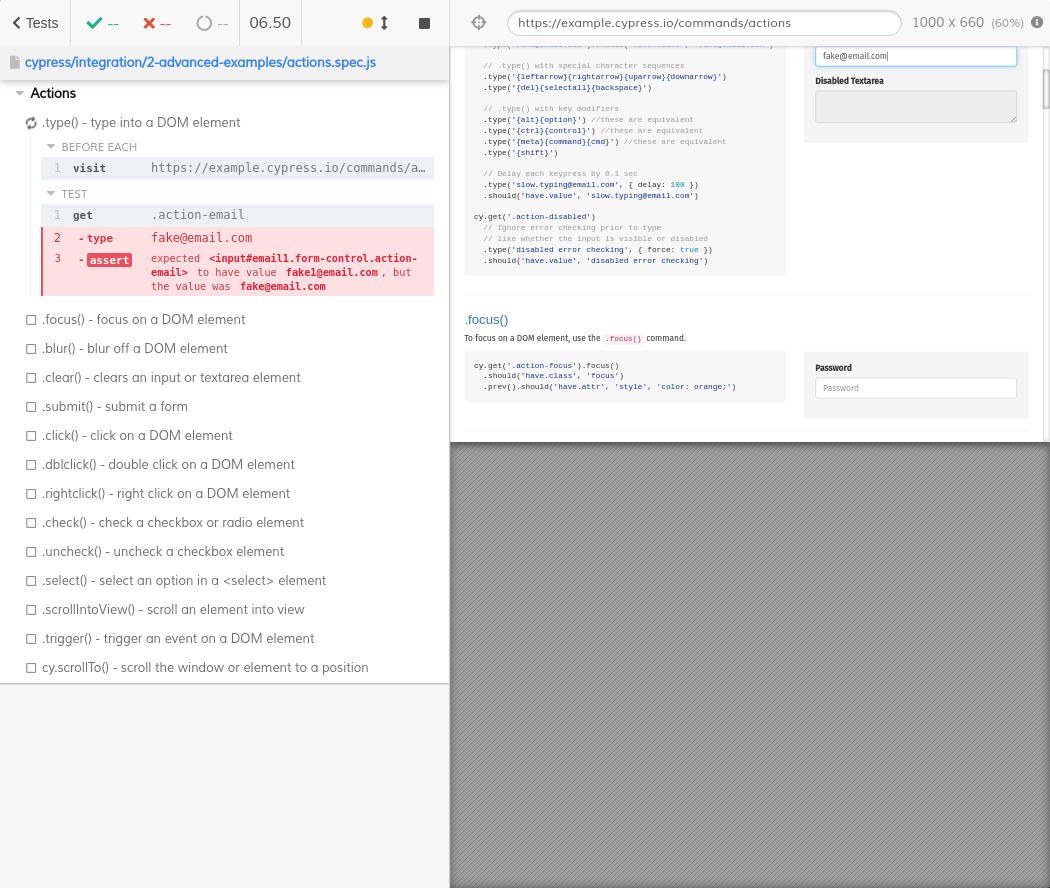 Tests
--
--
--
06.50
https://example.cypress.io/commands/actions
1000 x 660 (60%)
cypress/integration/2-advanced-examples/actions.spec.js
Actions
.type() - type into a DOM element
BEFORE EACH
1 visit https://example.cypress.io/commands/a…
TEST
1 get .action-email
2 -type fake@email.com
3 -assert expected <input#email1.form-control.action-
email> to have value fake1@email.com, but
the value was fake@email.com
.focus() - focus on a DOM element
.blur() - blur off a DOM element
.clear() - clears an input or textarea element
.submit() - submit a form
.click() - click on a DOM element
.dblclick() - double click on a DOM element
.rightclick() - right click on a DOM element
.check() - check a checkbox or radio element
.uncheck() - uncheck a checkbox element
.select() - select an option in a <select> element
.scrollIntoView() - scroll an element into view
.trigger() - trigger an event on a DOM element
cy.scrollTo() - scroll the window or element to a position
// .type() with special character sequences
.type('{leftarrow}{rightarrow}{uparrow}{downarrow}')
.type('{del}{selectall}{backspace}')
// .type() with key modifiers
.type('{alt}{option}') //these are equivalent
.type('{ctrl}{control}') //these are equivalent
.type('{meta}{command}{cmd}') //these are equivalent
.type('{shift}')
// Delay each keypress by 0.1 sec
.type('slow.typing@email.com', { delay: 100 })
.should('have.value', 'slow.typing@email.com')
cy.get('.action-disabled')
// Ignore error checking prior to type
// like whether the input is visible or disabled
.type('disabled error checking', { force: true })
.should('have.value', 'disabled error checking')
fake@email.com
Disabled Textarea
.focus()
To focus on a DOM element, use the .focus() command.
cy.get('.action-focus').focus()
.should('have.class', 'focus')
.prev().should('have.attr', 'style', 'color: orange;')
Password
Password